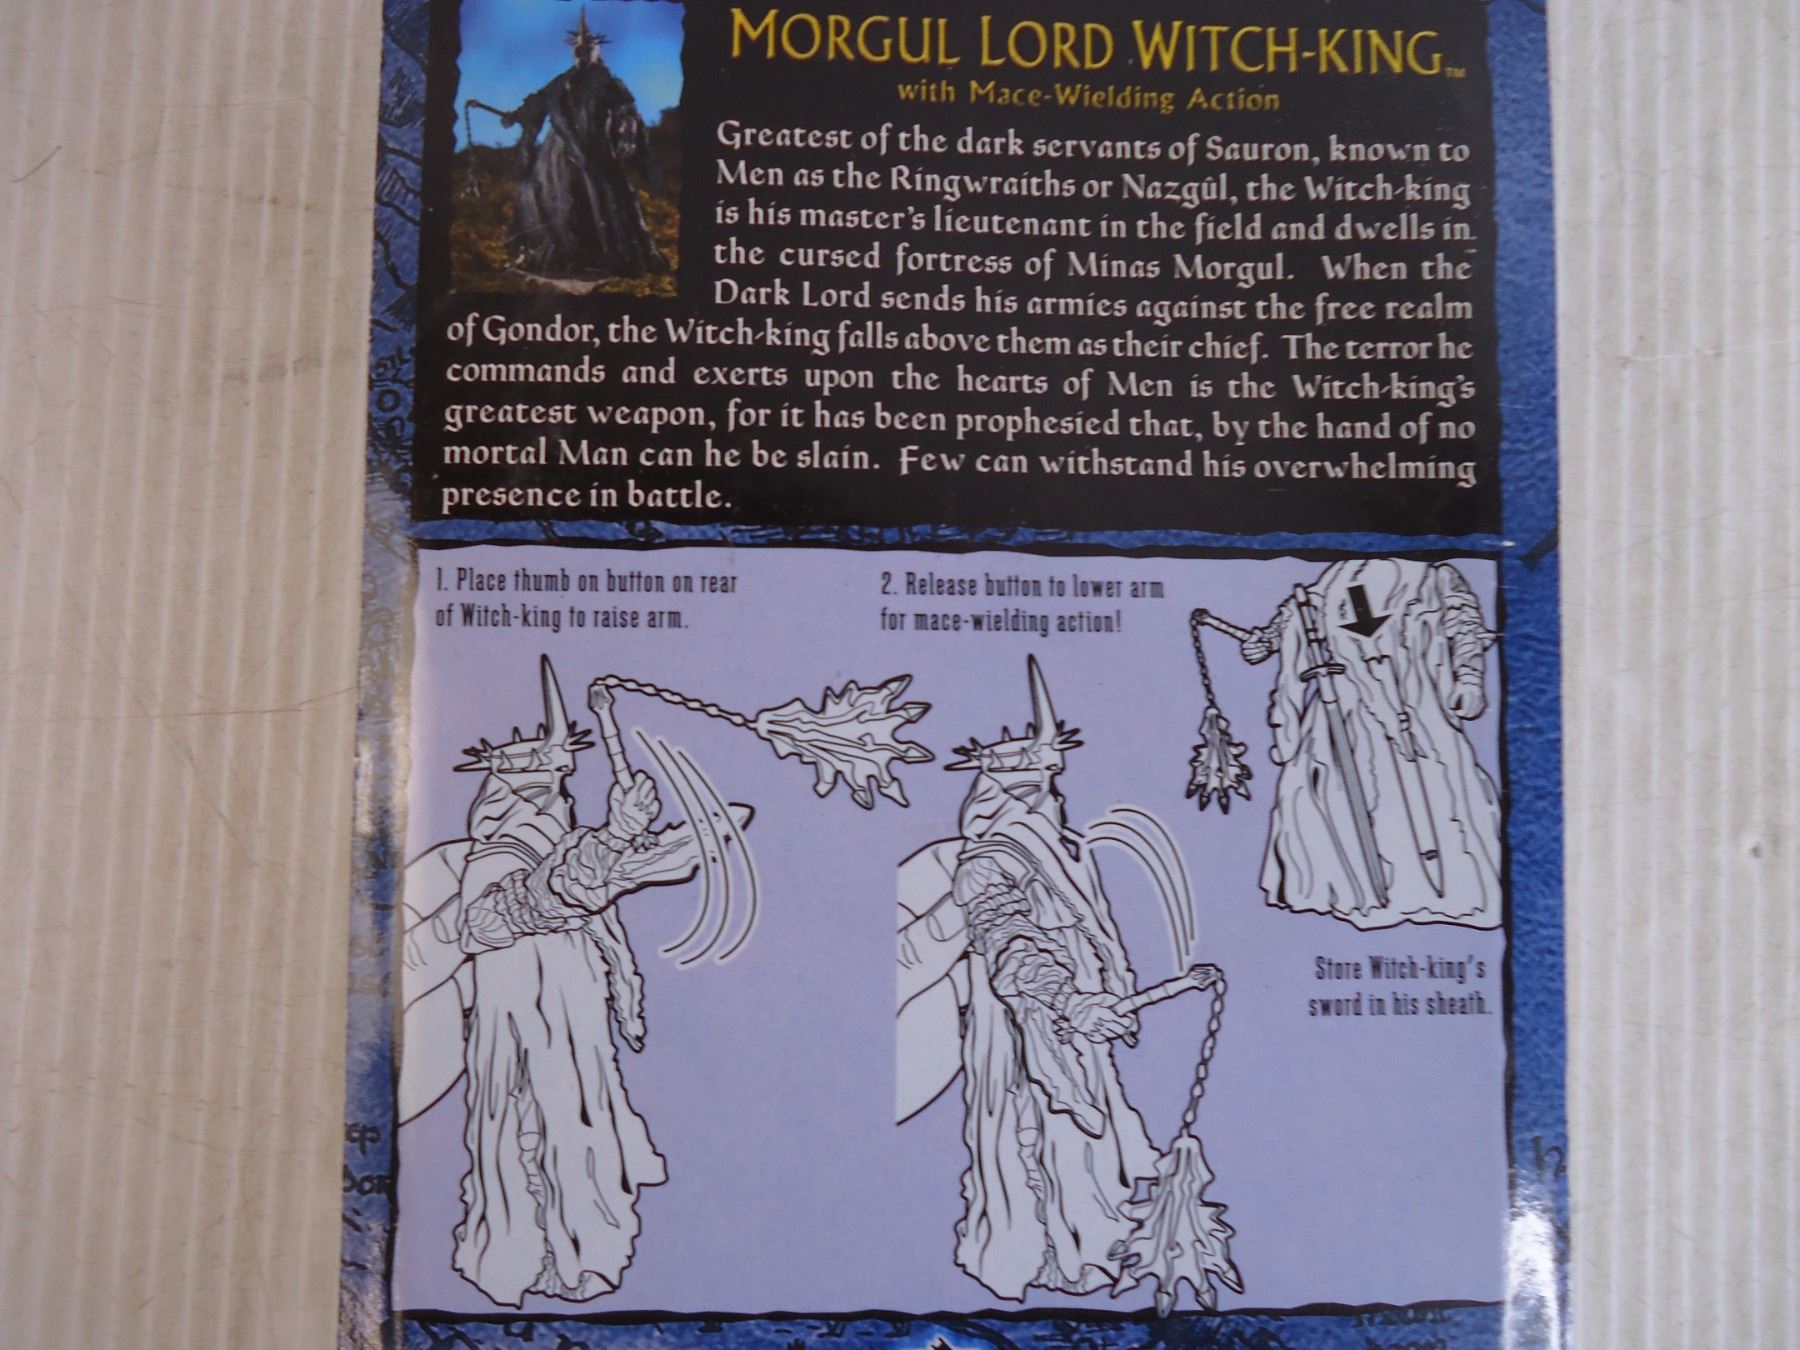 MORGUL LORD WITCH-KING™
with Mace-Wielding Action
Greatest of the dark servants of Sauron, known to
Men as the Ringwraiths or Nazgûl, the Witch-king
is his master's lieutenant in the field and dwells in
the cursed fortress of Minas Morgul. When the
Dark Lord sends his armies against the free realm
of Gondor, the Witch-king falls above them as their chief. The terror he
commands and exerts upon the hearts of Men is the Witch-king's
greatest weapon, for it has been prophesied that, by the hand of no
mortal Man can he be slain. Few can withstand his overwhelming
presence in battle.
1. Place thumb on button on rear
of Witch-king to raise arm.
2. Release button to lower arm
for mace-wielding action!
Store Witch-king's
sword in his sheath.